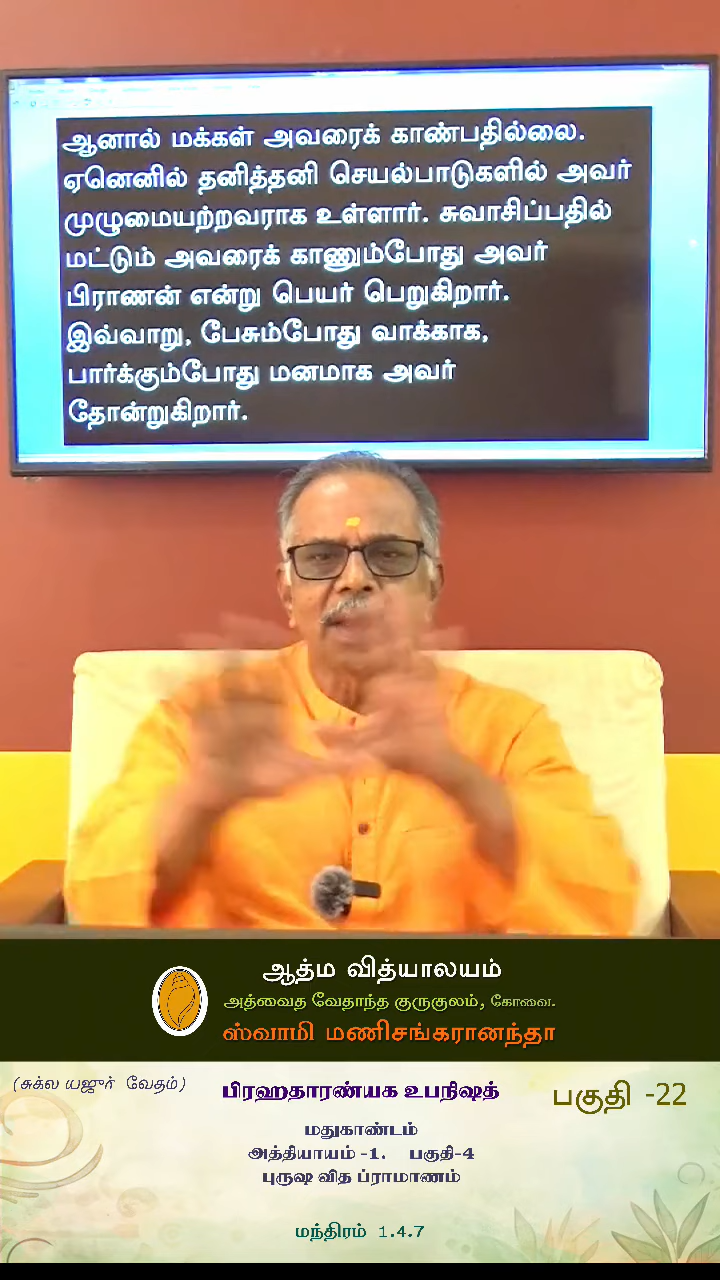 ஆனால் மக்கள் அவரைக் காண்பதில்லை.
ஏனெனில் தனித்தனி செயல்பாடுகளில் அவர்
முழுமையற்றவராக உள்ளார். சுவாசிப்பதில்
மட்டும் அவரைக் காணும்போது அவர்
பிராணன் என்று பெயர் பெறுகிறார்.
இவ்வாறு, பேசும்போது வாக்காக,
பார்க்கும்போது மனமாக அவர்
தோன்றுகிறார்.
ஆத்ம வித்யாலயம்
அத்வைத வேதாந்த குருகுலம், கோவை.
ஸ்வாமி மணிசங்கரானந்தா
(சுக்ல யஜுர் வேதம்)
பிரஹதாரண்யக உபநிஷத்
பகுதி -22
மதுகாண்டம்
அத்தியாயம் -1. பகுதி-4
புருஷ வித ப்ராமாணம்
மந்திரம் 1.4.7